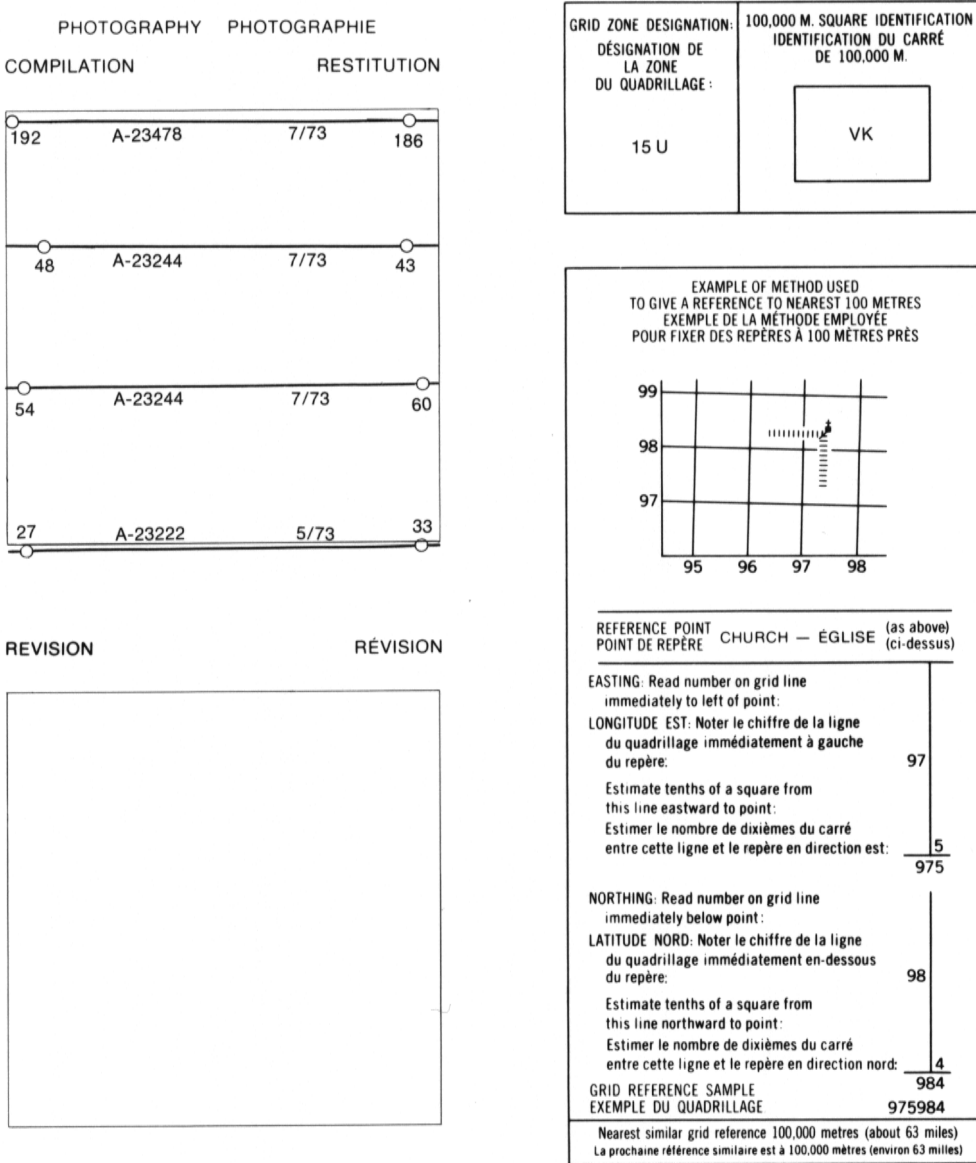 PHOTOGRAPHY PHOTOGRAPHIE
COMPILATION RESTITUTION
192 A-23478 7/73 186
48 A-23244 7/73 43
54 A-23244 7/73 60
27 A-23222 5/73 33
REVISION RÉVISION
GRID ZONE DESIGNATION:
DÉSIGNATION DE
LA ZONE
DU QUADRILLAGE :
15 U
100,000 M. SQUARE IDENTIFICATION
IDENTIFICATION DU CARRÉ
DE 100,000 M.
VK
EXAMPLE OF METHOD USED
TO GIVE A REFERENCE TO NEAREST 100 METRES
EXEMPLE DE LA MÉTHODE EMPLOYÉE
POUR FIXER DES REPÈRES À 100 MÈTRES PRÈS
99
98
97
95 96 97 98
REFERENCE POINT
POINT DE REPÈRE
CHURCH — ÉGLISE
(as above)
(ci-dessus)
EASTING: Read number on grid line
immediately to left of point:
LONGITUDE EST: Noter le chiffre de la ligne
du quadrillage immédiatement à gauche
du repère: 97
Estimate tenths of a square from
this line eastward to point:
Estimer le nombre de dixièmes du carré
entre cette ligne et le repère en direction est: 5
975
NORTHING: Read number on grid line
immediately below point:
LATITUDE NORD: Noter le chiffre de la ligne
du quadrillage immédiatement en-dessous
du repère: 98
Estimate tenths of a square from
this line northward to point:
Estimer le nombre de dixièmes du carré
entre cette ligne et le repère en direction nord: 4
984
GRID REFERENCE SAMPLE
EXEMPLE DU QUADRILLAGE 975984
Nearest similar grid reference 100,000 metres (about 63 miles)
La prochaine référence similaire est à 100,000 mètres (environ 63 milles)